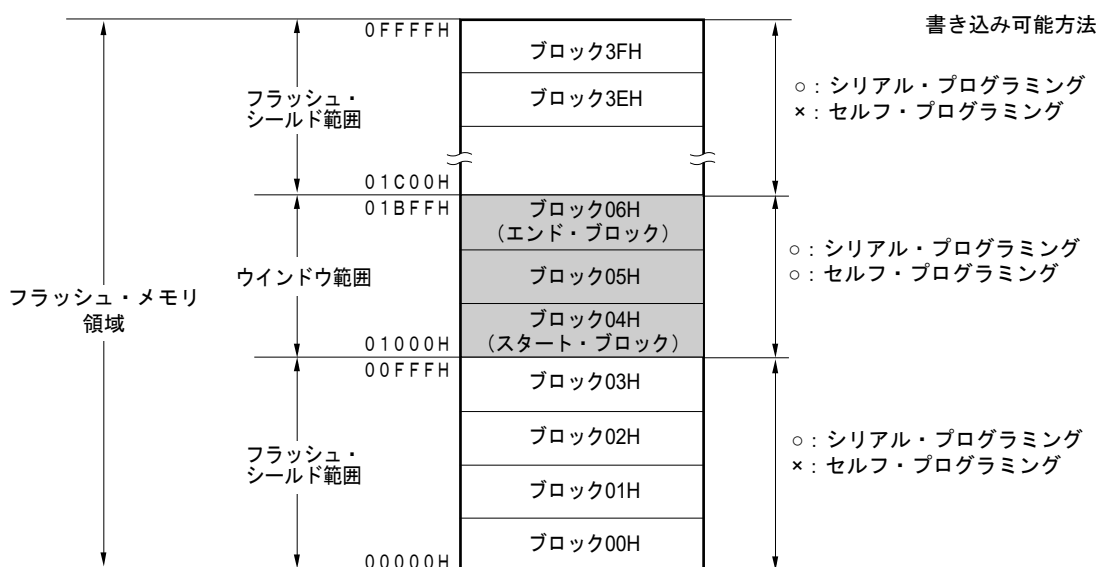 書き込み可能方法
0FFFFH
ブロック3FH
ブロック3EH
フラッシュ・
シールド範囲
○：シリアル・プログラミング
×：セルフ・プログラミング
01C00H
01BFFH
ブロック06H
（エンド・ブロック）
ブロック05H
ブロック04H
（スタート・ブロック）
ウインドウ範囲
○：シリアル・プログラミング
○：セルフ・プログラミング
フラッシュ・メモリ
領域
01000H
00FFFH
ブロック03H
ブロック02H
ブロック01H
ブロック00H
フラッシュ・
シールド範囲
○：シリアル・プログラミング
×：セルフ・プログラミング
00000H